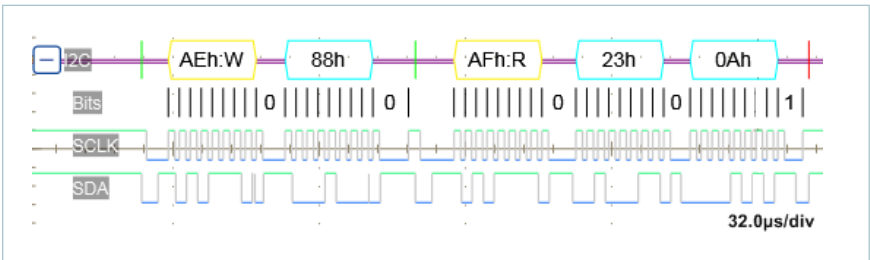 I2C AEh:W 88h AFh:R 23h 0Ah
Bits 0 0 0 0 1
SCLK
SDA
32.0µs/div